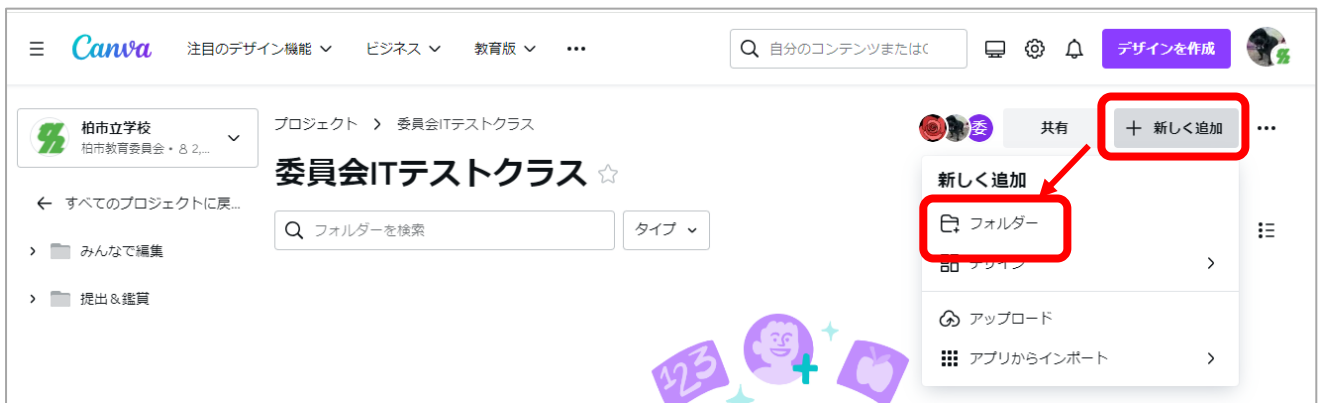 Canva 注目のデザイン機能 ビジネス 教育版 ••• 自分のコンテンツまたは デザインを作成
柏市立学校
柏市教育委員会・ 2,...
プロジェクト > 委員会ITテストクラス
委 共有 + 新しく追加 •••
委員会ITテストクラス
新しく追加
← すべてのプロジェクトに戻...
フォルダーを検索 タイプ
フォルダー
みんなで編集
デザイン
提出&鑑賞
アップロード
アプリからインポート
123